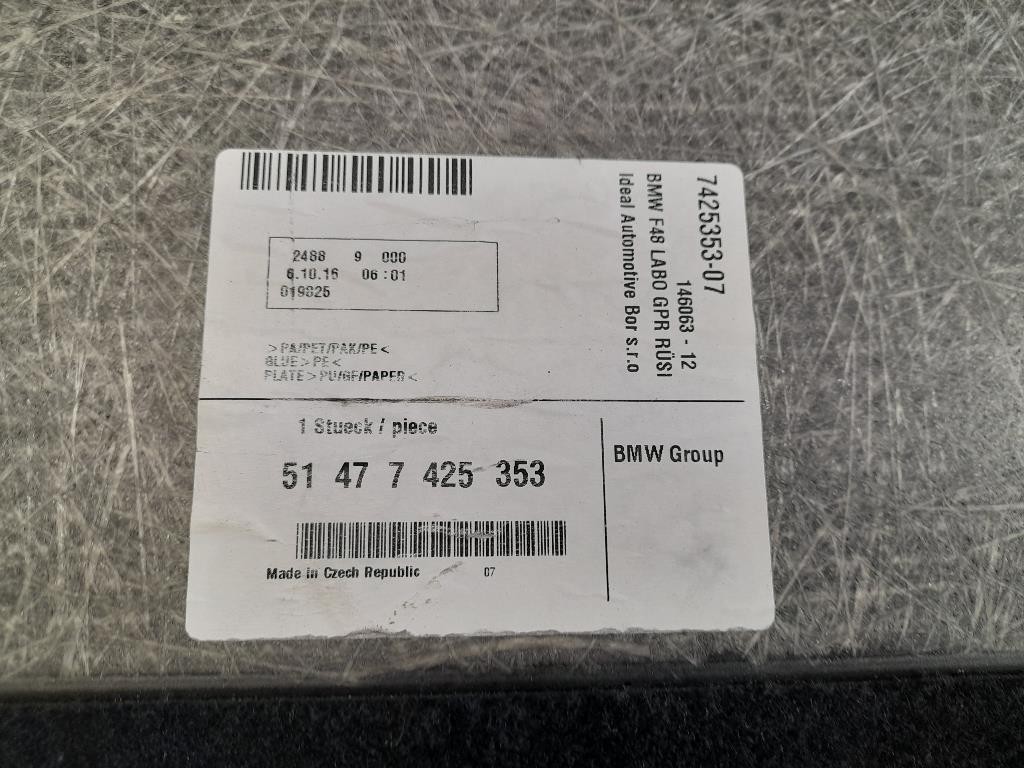 2488 9 000
6.10.16 06:01
019825
>PA/PET/PAK/PE<
GLUE>PE<
PLATE>PU/GF/PAPER<
7425353-07
146063 - 12
BMW F48 LABO GPR RÜSI
Ideal Automotive Bor s.r.o
1 Stueck / piece
51 47 7 425 353
Made in Czech Republic 07
BMW Group